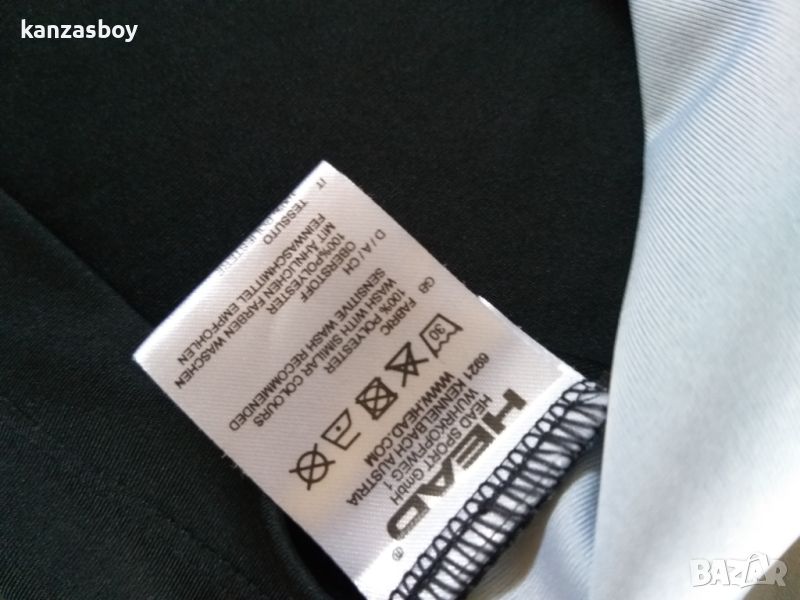 kanzasboy
HEAD®
HEAD SPORT GmbH
WUHRKOPFWEG 1
6921 KENNELBACH AUSTRIA
WWW.HEAD.COM
30
GB
FABRIC
100% POLYESTER
WASH WITH SIMILAR COLOURS
SENSITIVE WASH RECOMMENDED
D / A / CH
OBERSTOFF
100%POLYESTER
MIT ÄHNLICHEN FARBEN WASCHEN
FEINWASCHMITTEL EMPFOHLEN
IT
TESSUTO
BAZAR